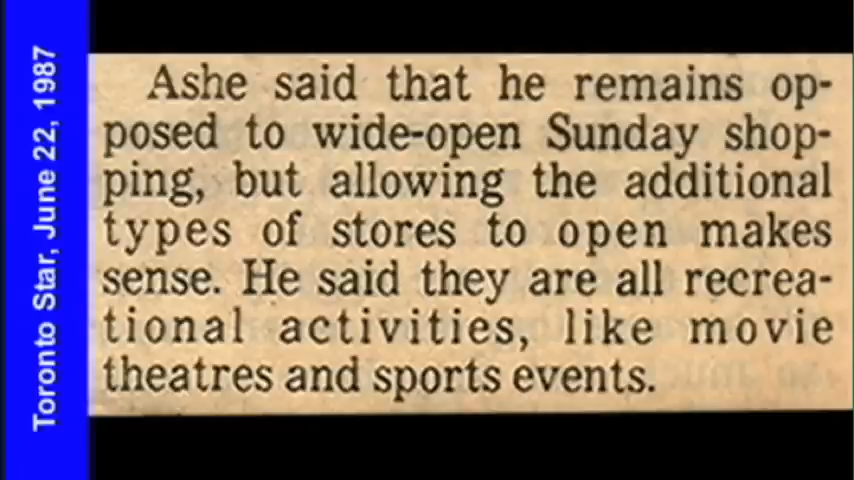 Toronto Star, June 22, 1987
Ashe said that he remains op-
posed to wide-open Sunday shop-
ping, but allowing the additional
types of stores to open makes
sense. He said they are all recrea-
tional activities, like movie
theatres and sports events.